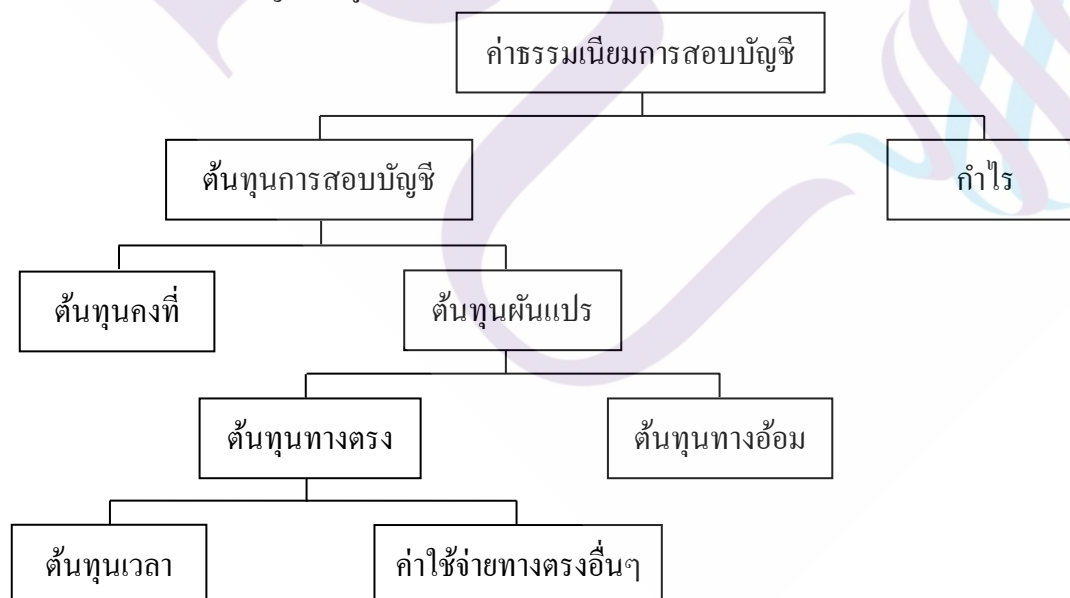 ค่าธรรมเนียมการสอบบัญชี
ต้นทุนการสอบบัญชี
กำไร
ต้นทุนคงที่
ต้นทุนผันแปร
ต้นทุนทางตรง
ต้นทุนทางอ้อม
ต้นทุนเวลา
ค่าใช้จ่ายทางตรงอื่นๆ